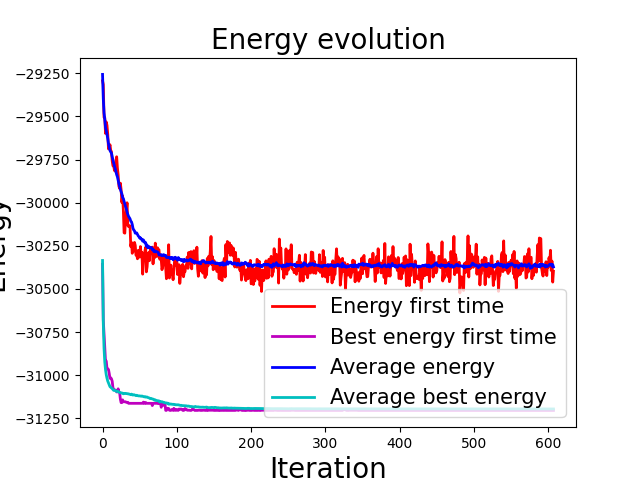 Energy evolution
Energy
−29250
−29500
−29750
−30000
−30250
−30500
−30750
−31000
−31250
0 100 200 300 400 500 600
Iteration
Energy first time
Best energy first time
Average energy
Average best energy